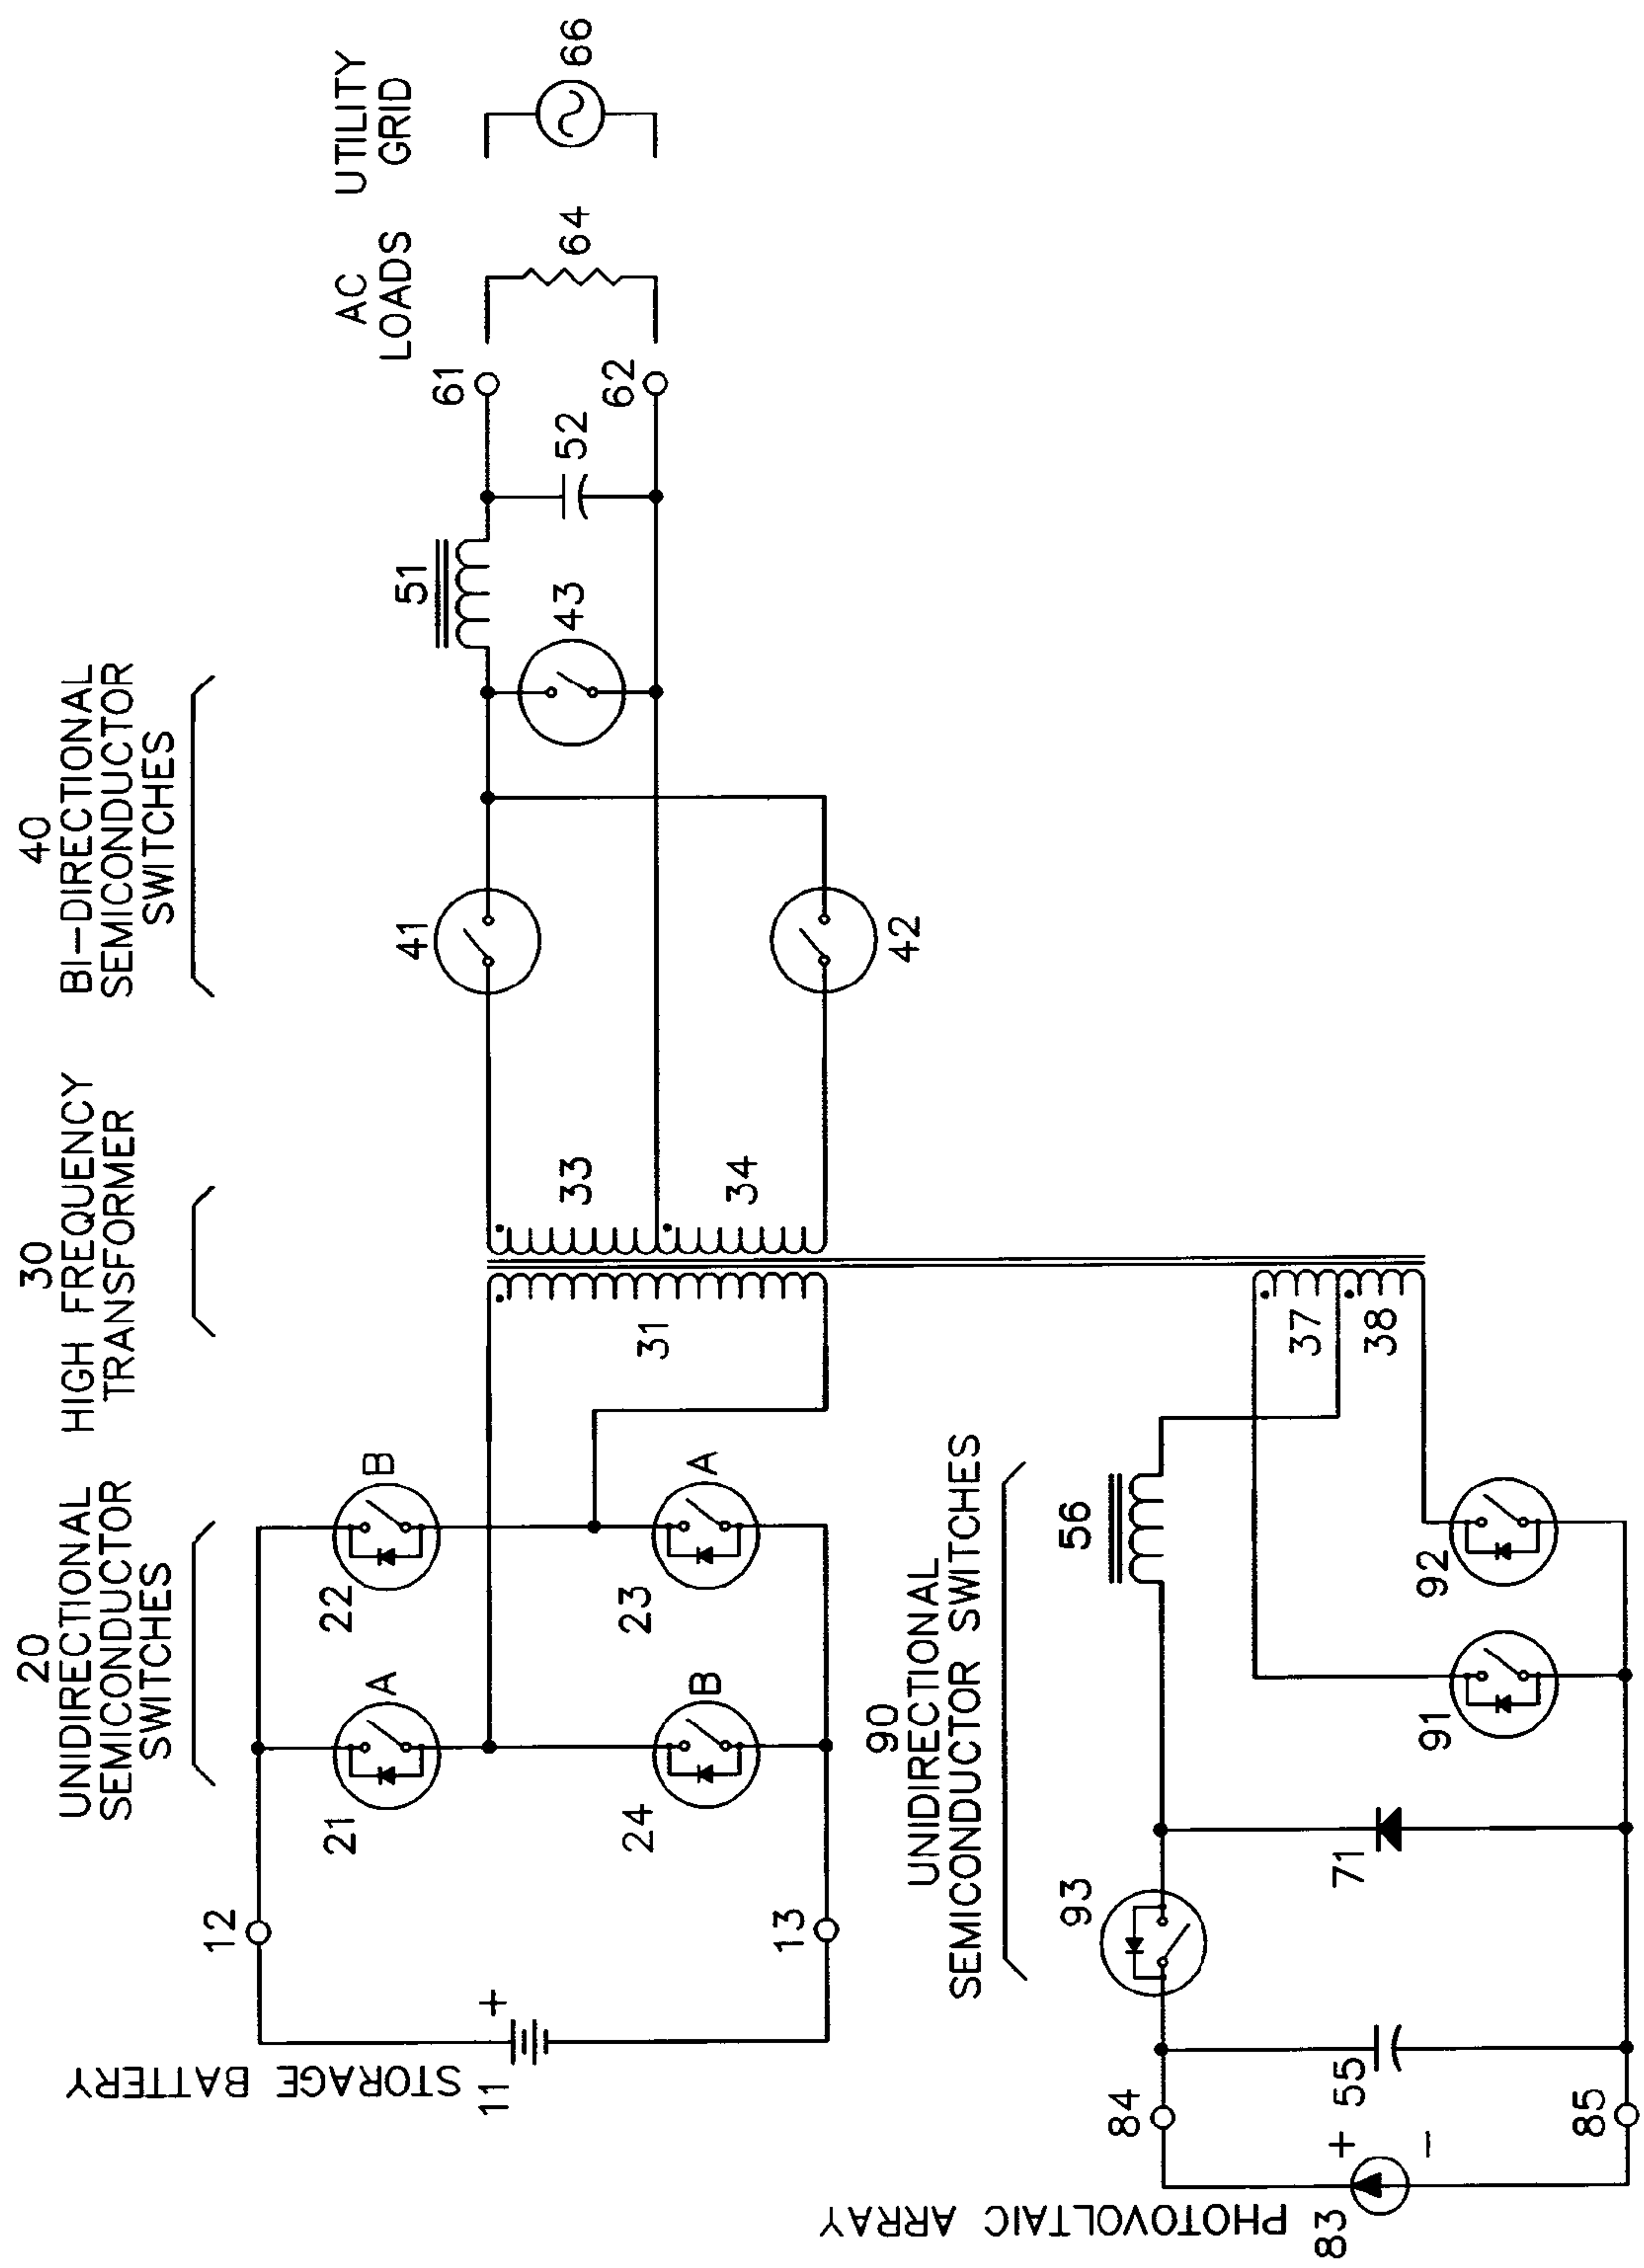 20
UNIDIRECTIONAL
SEMICONDUCTOR
SWITCHES
30
HIGH FREQUENCY
TRANSFORMER
40
BI-DIRECTIONAL
SEMICONDUCTOR
SWITCHES
AC
LOADS
UTILITY
GRID
STORAGE BATTERY
11
+
12
13
21
A
22
B
23
A
24
B
31
33
34
41
42
43
51
52
61
62
64
66
90
UNIDIRECTIONAL
SEMICONDUCTOR SWITCHES
PHOTOVOLTAIC ARRAY
83
+
−
84
85
55
93
71
56
91
92
37
38